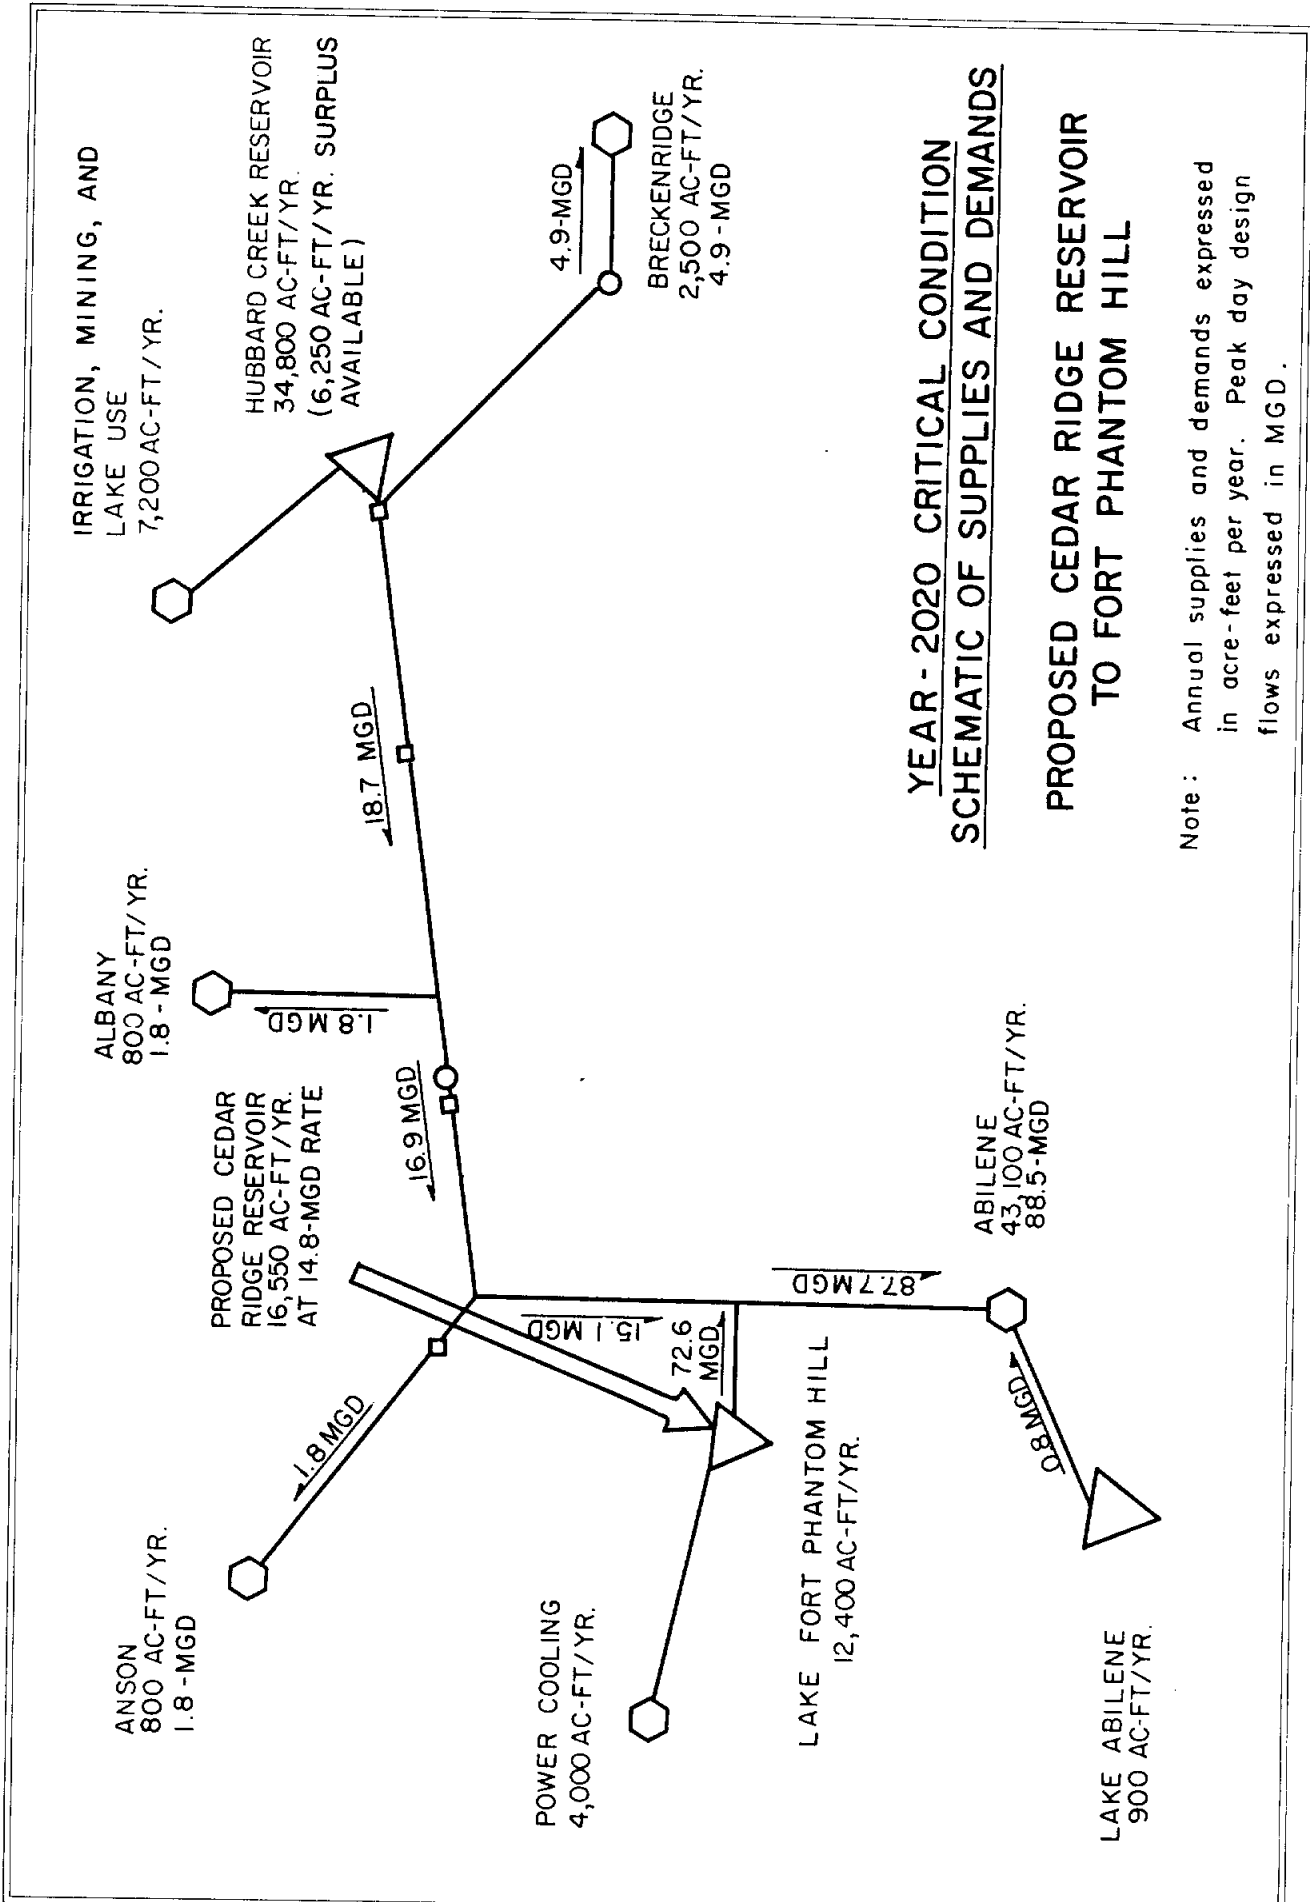 IRRIGATION, MINING, AND
LAKE USE
7,200 AC-FT/YR.
HUBBARD CREEK RESERVOIR
34,800 AC-FT/YR.
(6,250 AC-FT/YR. SURPLUS
AVAILABLE)
4.9-MGD
BRECKENRIDGE
2,500 AC-FT/YR.
4.9-MGD
18.7 MGD
ALBANY
800 AC-FT/YR.
1.8-MGD
1.8 MGD
16.9 MGD
PROPOSED CEDAR
RIDGE RESERVOIR
16,550 AC-FT/YR.
AT 14.8-MGD RATE
ANSON
800 AC-FT/YR.
1.8-MGD
1.8 MGD
15.1 MGD
72.6
MGD
87.7 MGD
POWER COOLING
4,000 AC-FT/YR.
LAKE FORT PHANTOM HILL
12,400 AC-FT/YR.
ABILENE
43,100 AC-FT/YR.
88.5-MGD
0.8 MGD
LAKE ABILENE
900 AC-FT/YR.
YEAR-2020 CRITICAL CONDITION
SCHEMATIC OF SUPPLIES AND DEMANDS
PROPOSED CEDAR RIDGE RESERVOIR
TO FORT PHANTOM HILL
Note: Annual supplies and demands expressed
in acre-feet per year. Peak day design
flows expressed in MGD.